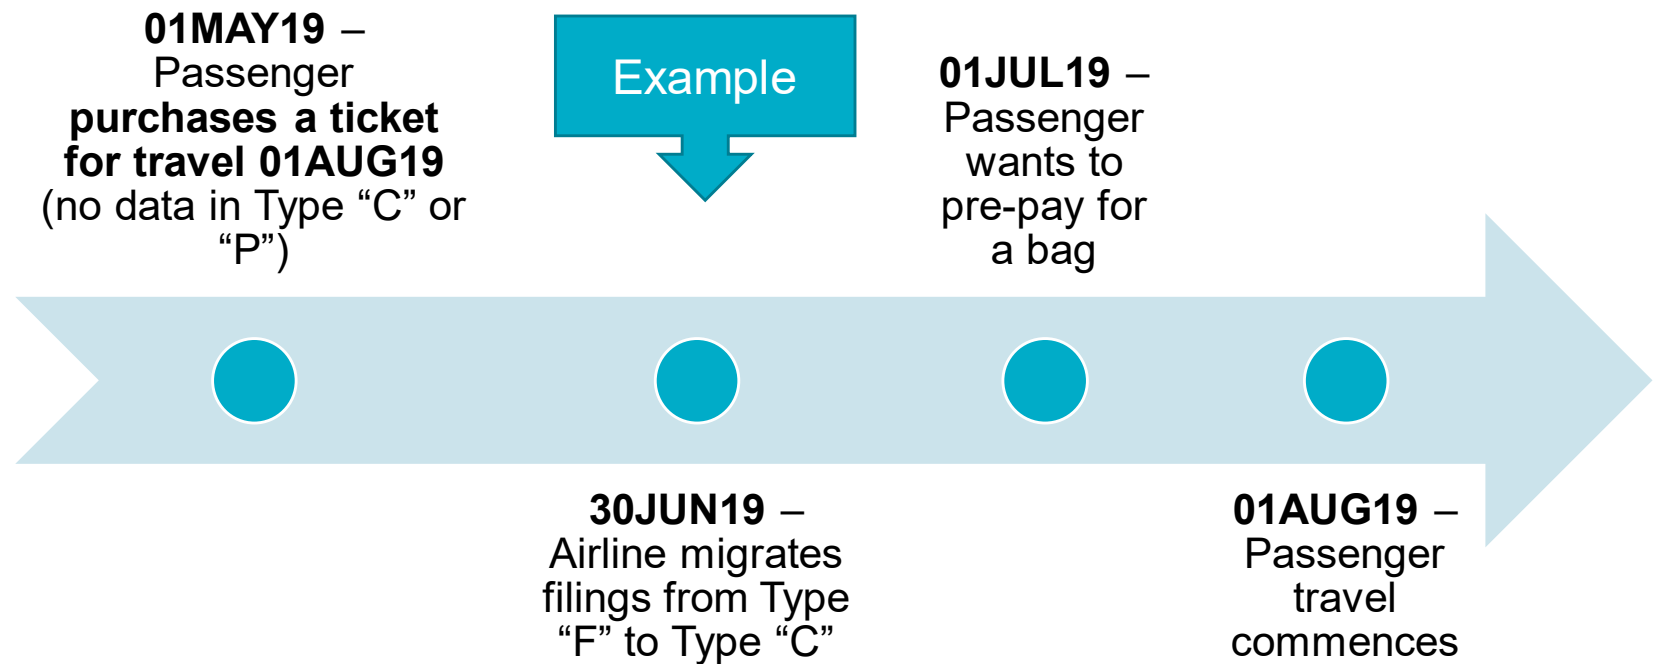 01MAY19 –
Passenger
purchases a ticket
for travel 01AUG19
(no data in Type “C” or
“P”)
Example
01JUL19 –
Passenger
wants to
pre-pay for
a bag
30JUN19 –
Airline migrates
filings from Type
“F” to Type “C”
01AUG19 –
Passenger
travel
commences